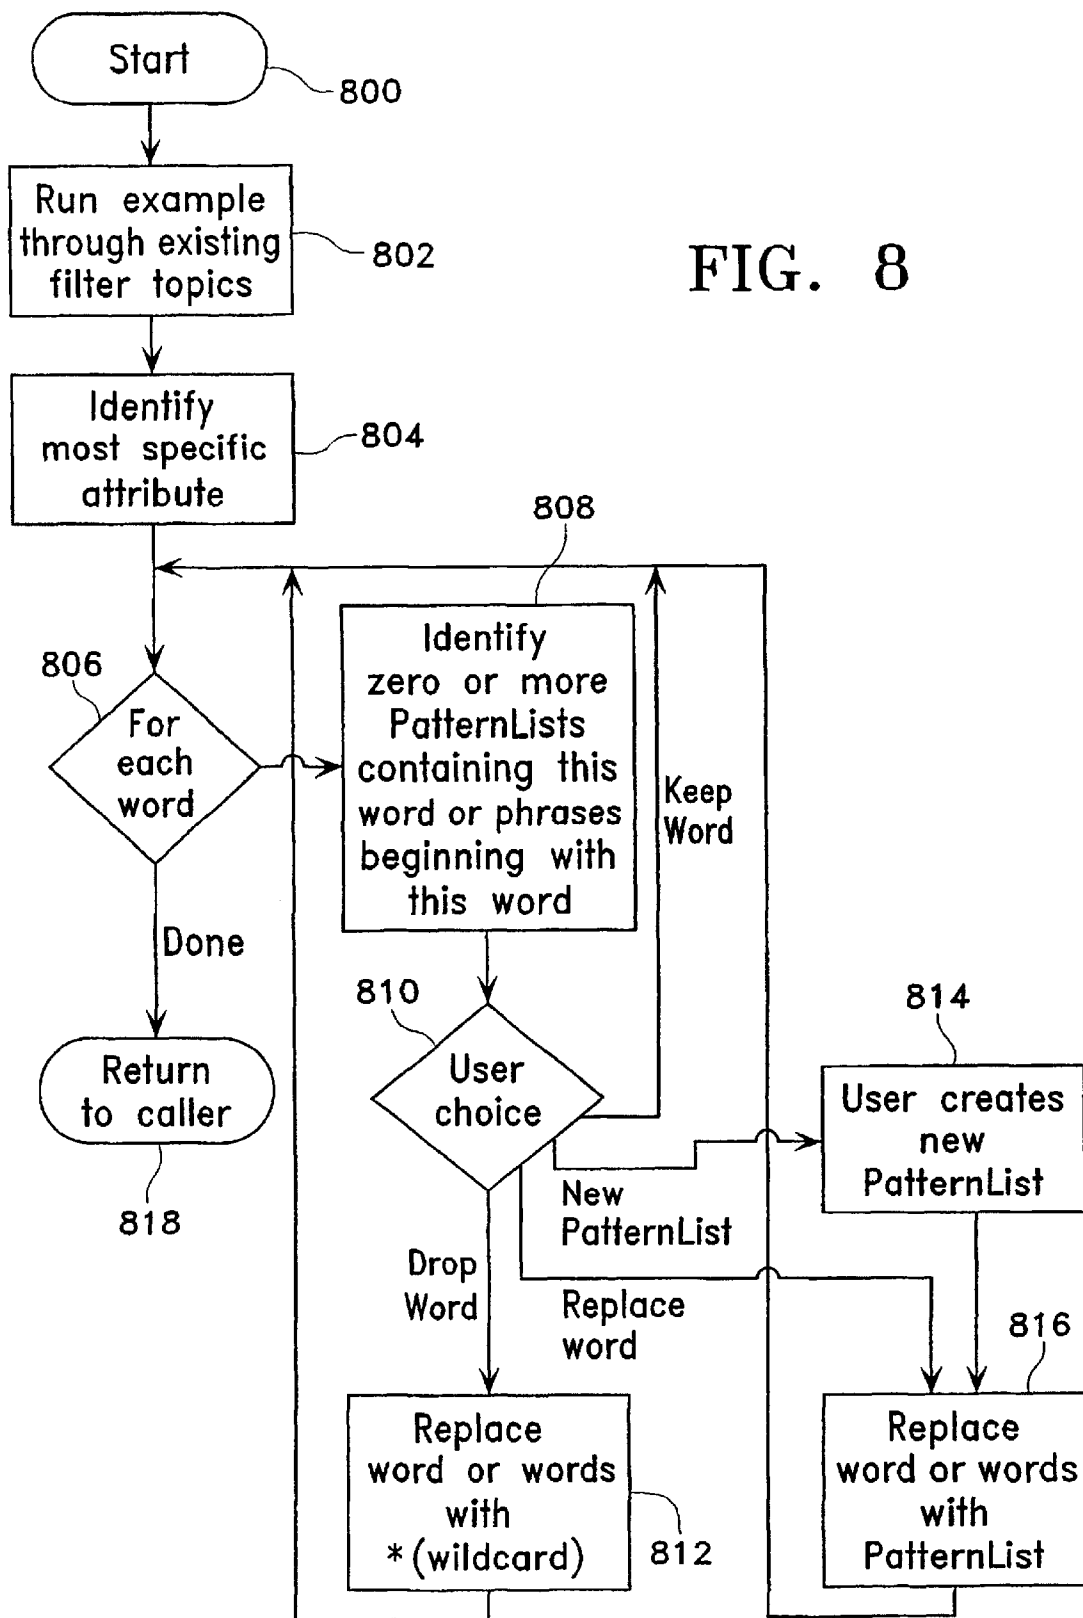 Start
800
Run example
through existing
filter topics
802
FIG. 8
Identify
most specific
attribute
804
808
Identify
zero or more
PatternLists
containing this
word or phrases
beginning with
this word
806
For
each
word
Keep
Word
Done
810
User
choice
814
User creates
new
PatternList
Return
to caller
818
New
PatternList
Drop
Word
Replace
word
816
Replace
word or words
with
* (wildcard)
812
Replace
word or words
with
PatternList